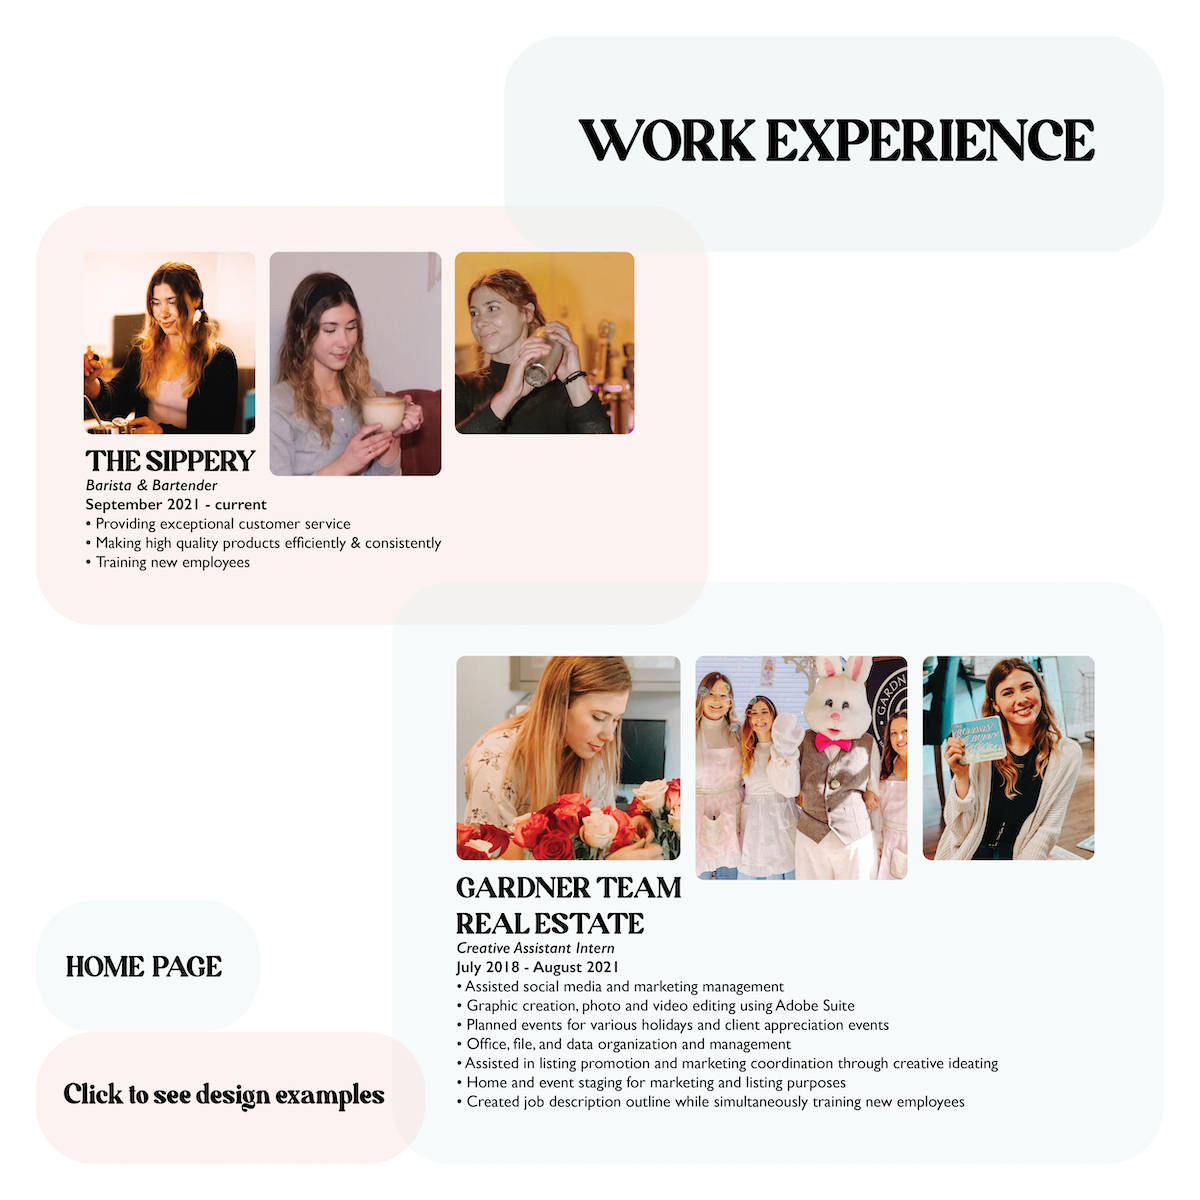 WORK EXPERIENCE
THE SIPPERY
Barista & Bartender
September 2021 - current
• Providing exceptional customer service
• Making high quality products efficiently & consistently
• Training new employees
GARDN
GARDNER TEAM
REAL ESTATE
Creative Assistant Intern
July 2018 - August 2021
• Assisted social media and marketing management
• Graphic creation, photo and video editing using Adobe Suite
• Planned events for various holidays and client appreciation events
• Office, file, and data organization and management
• Assisted in listing promotion and marketing coordination through creative ideating
• Home and event staging for marketing and listing purposes
• Created job description outline while simultaneously training new employees
HOME PAGE
Click to see design examples